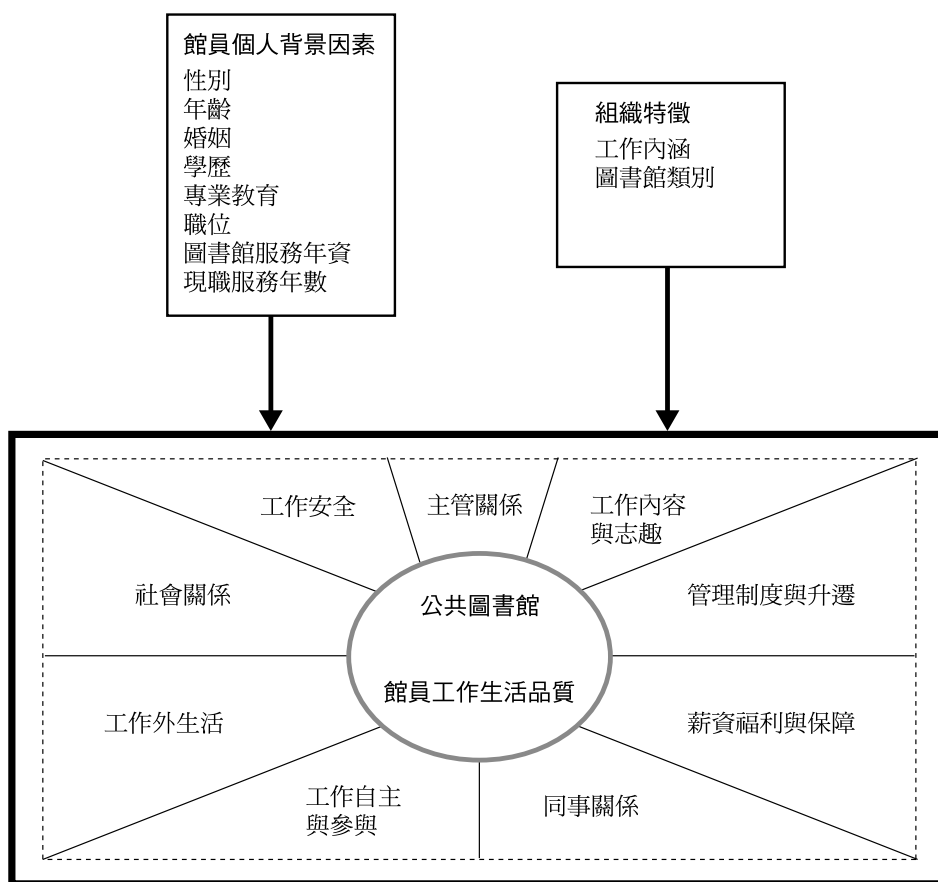 館員個人背景因素
性別
年齡
婚姻
學歷
專業教育
職位
圖書館服務年資
現職服務年數
組織特徵
工作內涵
圖書館類別
工作安全
主管關係
工作內容
與志趣
社會關係
管理制度與升遷
公共圖書館
館員工作生活品質
工作外生活
薪資福利與保障
工作自主
與參與
同事關係